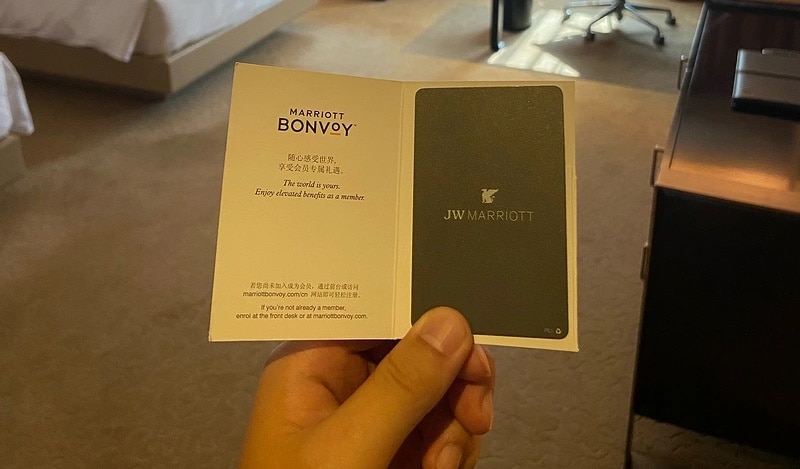 MARRIOTT
BONVOY™
随心感受世界,
享受会员专属礼遇。
The world is yours.
Enjoy elevated benefits as a member.
若您尚未加入成为会员,通过前台或访问
marriottbonvoy.com/cn 网站即可轻松注册。
If you're not already a member,
enrol at the front desk or at marriottbonvoy.com.
JW MARRIOTT